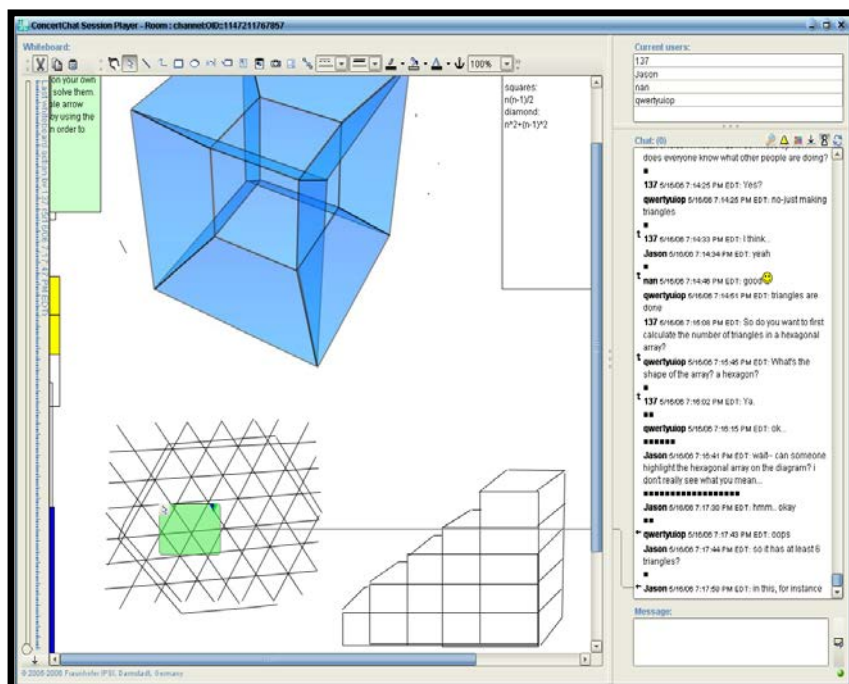 ConcertChat Session Player - Room : channelOID::1147211767857
Whiteboard:
100%
on your own
solve them.
le arrow
by using the
n order to
squares:
n(n-1)/2
diamond:
n^2+(n-1)^2
Current users:
137
Jason
nan
qwertyuiop
Chat: (0)
does everyone know what other people are doing?
137 5/16/06 7:14:25 PM EDT: Yes?
qwertyuiop 5/16/06 7:14:25 PM EDT: no-just making
triangles
137 5/16/06 7:14:33 PM EDT: I think...
Jason 5/16/06 7:14:34 PM EDT: yeah
nan 5/16/06 7:14:46 PM EDT: good
qwertyuiop 5/16/06 7:14:51 PM EDT: triangles are
done
137 5/16/06 7:15:08 PM EDT: So do you want to first
calculate the number of triangles in a hexagonal
array?
qwertyuiop 5/16/06 7:15:45 PM EDT: What's the
shape of the array? a hexagon?
137 5/16/06 7:16:02 PM EDT: Ya.
qwertyuiop 5/16/06 7:16:15 PM EDT: ok...
Jason 5/16/06 7:16:41 PM EDT: wait-- can someone
highlight the hexagonal array on the diagram? i
don't really see what you mean...
Jason 5/16/06 7:17:30 PM EDT: hmm.. okay
qwertyuiop 5/16/06 7:17:43 PM EDT: oops
Jason 5/16/06 7:17:44 PM EDT: so it has at least 6
triangles?
Jason 5/16/06 7:17:58 PM EDT: in this, for instance
Message:
© 2006-2006 Fraunhofer IPSI, Darmstadt, Germany